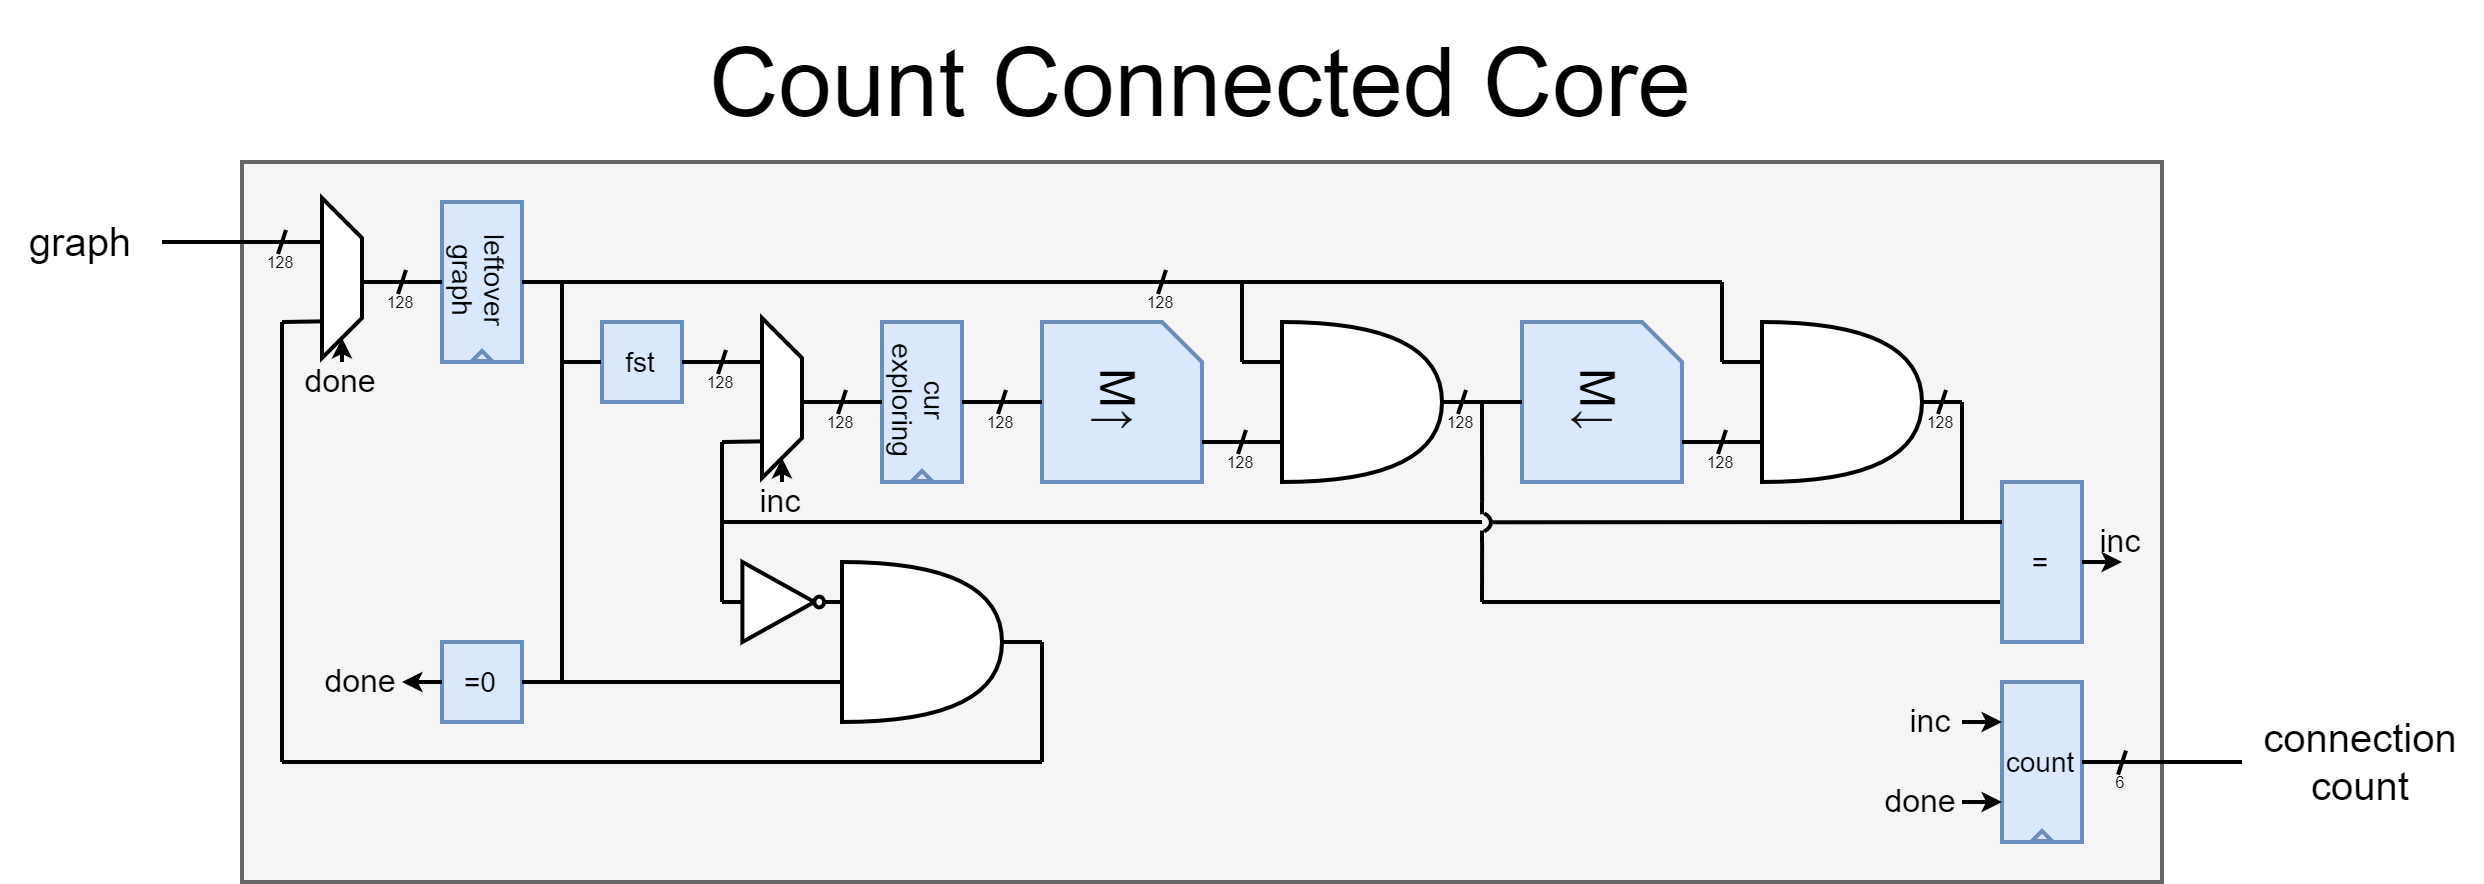 Count Connected Core
graph
128
128
leftover
graph
128
done
fst
128
inc
128
cur
exploring
128
M↑
128
128
M↓
128
128
=
inc
done
=0
inc
done
count
6
connection
count